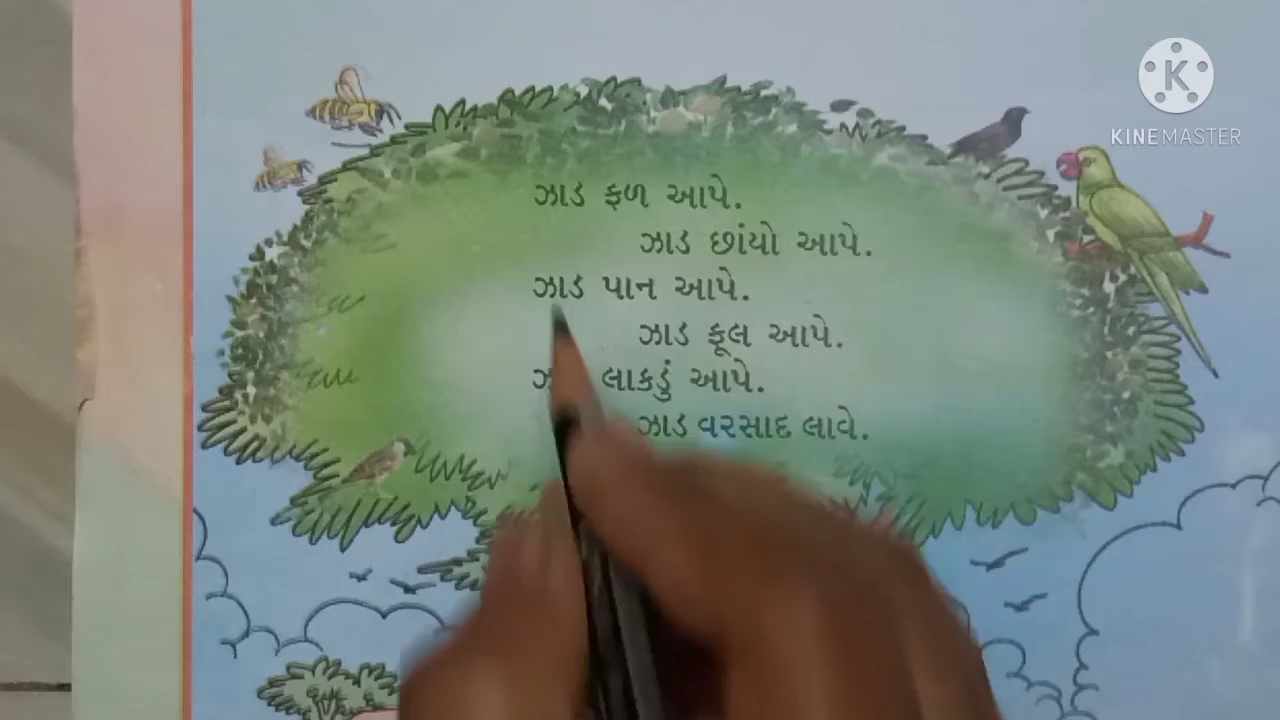 ઝાડ ફળ આપે.
ઝાડ છાંયો આપે.
ઝાડ પાન આપે.
ઝાડ ફૂલ આપે.
લાકડું આપે.
ઝાડ વરસાદ લાવે.
KINEMASTER